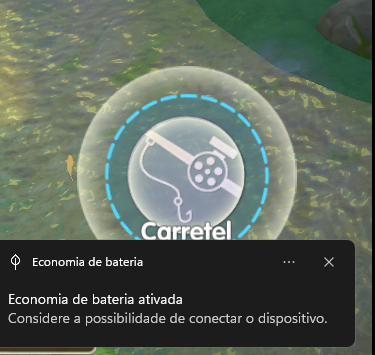 Carretel
Economia de bateria
Economia de bateria ativada
Considere a possibilidade de conectar o dispositivo.